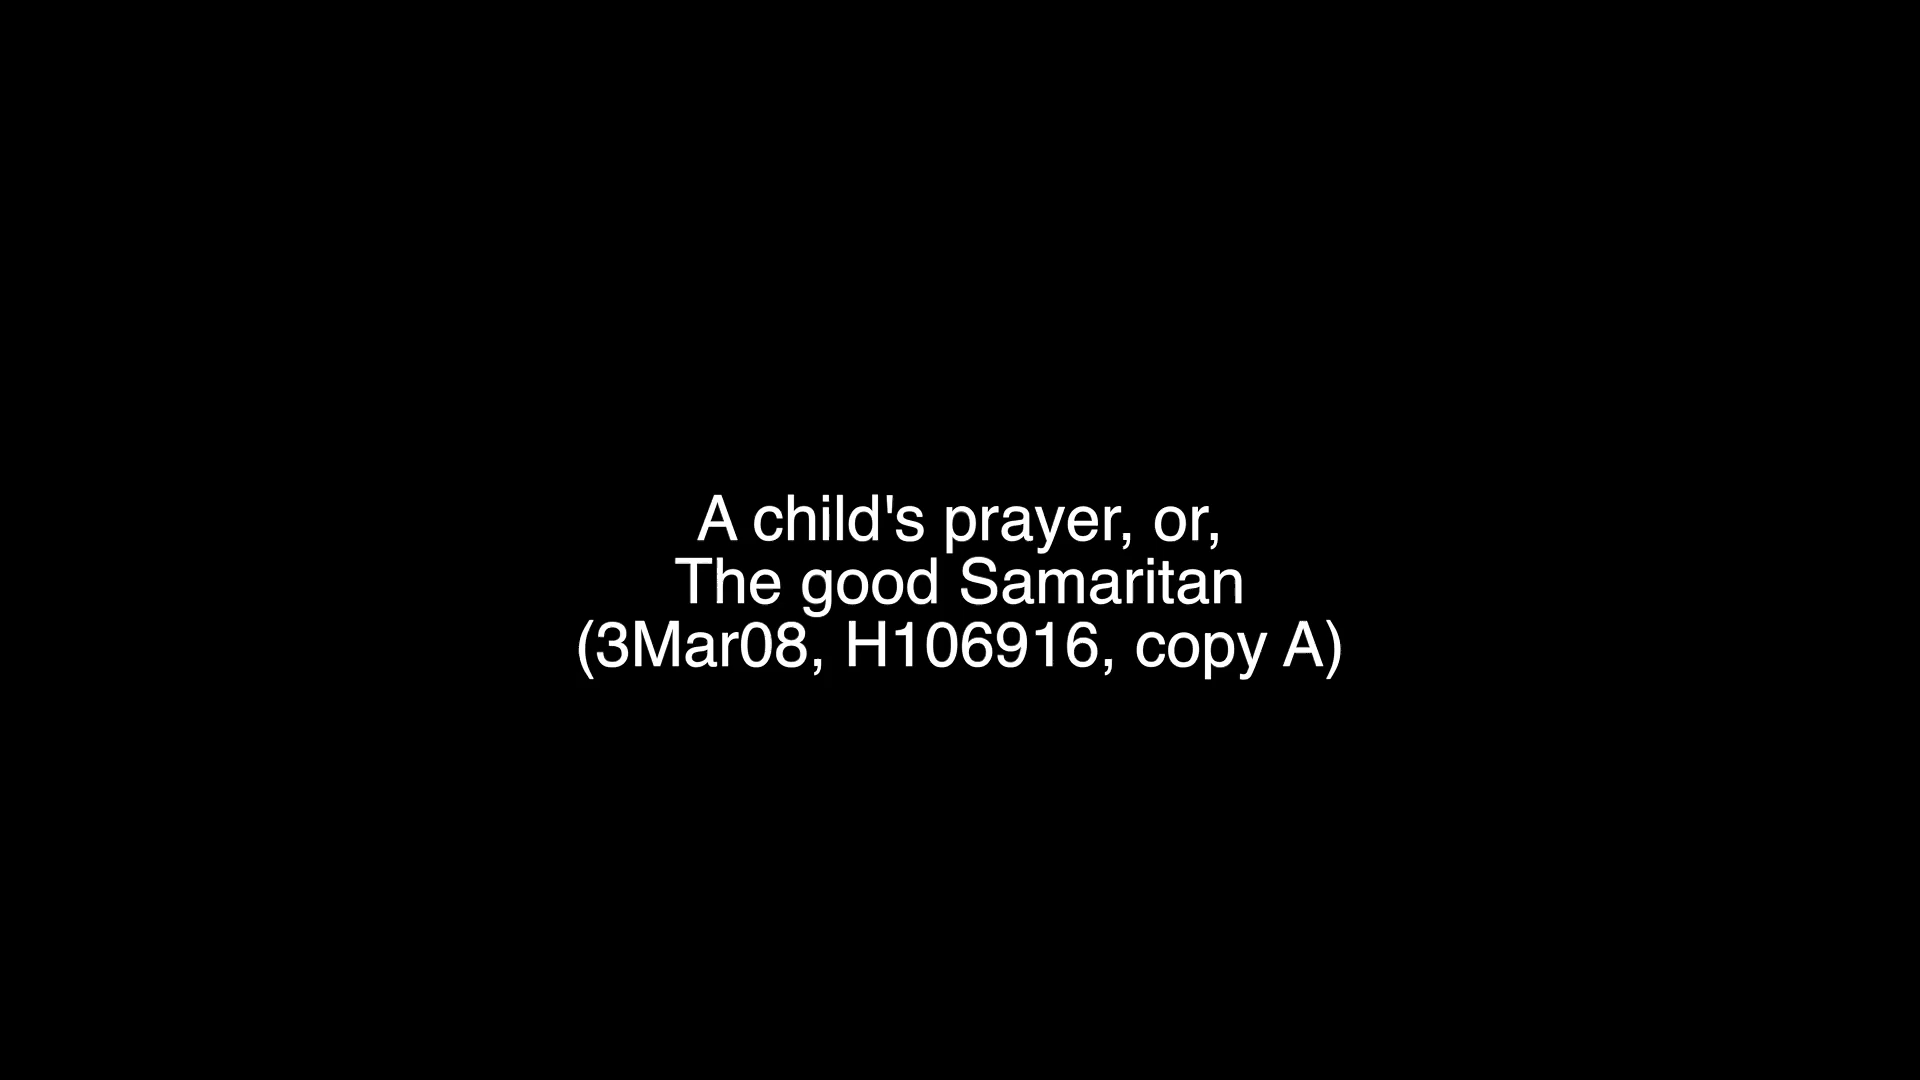 A child's prayer, or,
The good Samaritan
(3Mar08, H106916, copy A)